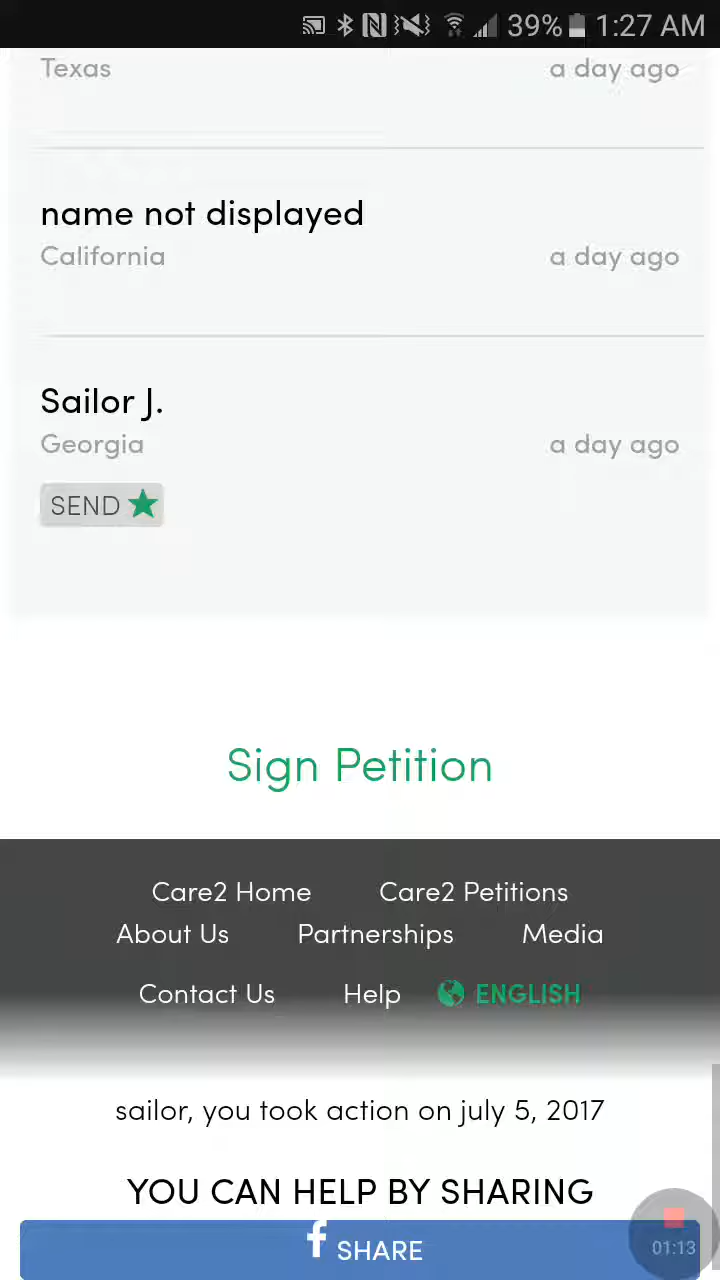 39% 1:27 AM
Texas a day ago
name not displayed
California a day ago
Sailor J.
Georgia a day ago
SEND
Sign Petition
Care2 Home Care2 Petitions
About Us Partnerships Media
Contact Us Help ENGLISH
sailor, you took action on july 5, 2017
YOU CAN HELP BY SHARING
f SHARE
01:13